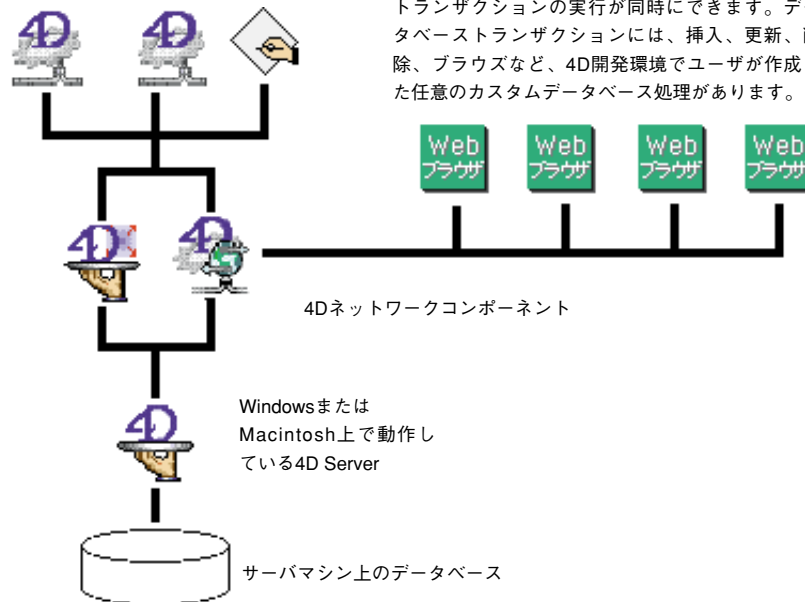 トランザクションの実行が同時にできます。デー
タベーストランザクションには、挿入、更新、
除、ブラウズなど、4D開発環境でユーザが作成
た任意のカスタムデータベース処理があります。
4D
4D
Web
ブラウザ
Web
ブラウザ
Web
ブラウザ
Web
ブラウザ
4D
4D
4Dネットワークコンポーネント
4D
Windowsまたは
Macintosh上で動作し
ている4D Server
サーバマシン上のデータベース